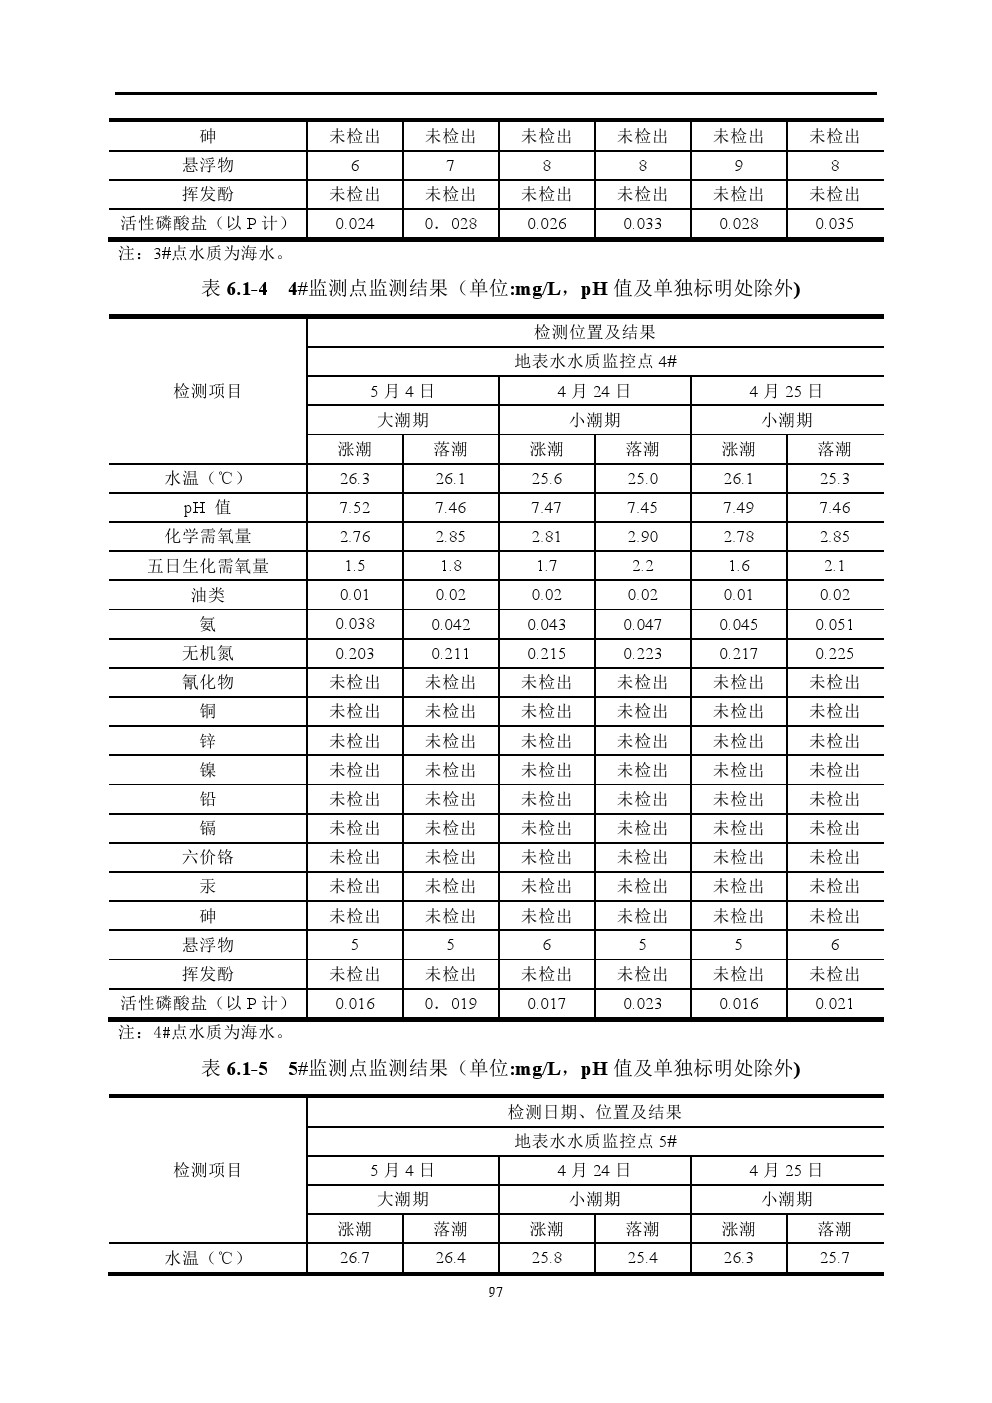 砷 未检出 未检出 未检出 未检出 未检出 未检出
悬浮物 6 7 8 8 9 8
挥发酚 未检出 未检出 未检出 未检出 未检出 未检出
活性磷酸盐（以 P 计） 0.024 0．028 0.026 0.033 0.028 0.035
注：3#点水质为海水。
表 6.1-4 4#监测点监测结果（单位:mg/L，pH 值及单独标明处除外)
检测位置及结果
地表水水质监控点 4#
检测项目 5 月 4 日 4 月 24 日 4 月 25 日
大潮期 小潮期 小潮期
涨潮 落潮 涨潮 落潮 涨潮 落潮
水温（℃） 26.3 26.1 25.6 25.0 26.1 25.3
pH 值 7.52 7.46 7.47 7.45 7.49 7.46
化学需氧量 2.76 2.85 2.81 2.90 2.78 2.85
五日生化需氧量 1.5 1.8 1.7 2.2 1.6 2.1
油类 0.01 0.02 0.02 0.02 0.01 0.02
氨 0.038 0.042 0.043 0.047 0.045 0.051
无机氮 0.203 0.211 0.215 0.223 0.217 0.225
氰化物 未检出 未检出 未检出 未检出 未检出 未检出
铜 未检出 未检出 未检出 未检出 未检出 未检出
锌 未检出 未检出 未检出 未检出 未检出 未检出
镍 未检出 未检出 未检出 未检出 未检出 未检出
铅 未检出 未检出 未检出 未检出 未检出 未检出
镉 未检出 未检出 未检出 未检出 未检出 未检出
六价铬 未检出 未检出 未检出 未检出 未检出 未检出
汞 未检出 未检出 未检出 未检出 未检出 未检出
砷 未检出 未检出 未检出 未检出 未检出 未检出
悬浮物 5 5 6 5 5 6
挥发酚 未检出 未检出 未检出 未检出 未检出 未检出
活性磷酸盐（以 P 计） 0.016 0．019 0.017 0.023 0.016 0.021
注：4#点水质为海水。
表 6.1-5 5#监测点监测结果（单位:mg/L，pH 值及单独标明处除外)
检测日期、位置及结果
地表水水质监控点 5#
检测项目 5 月 4 日 4 月 24 日 4 月 25 日
大潮期 小潮期 小潮期
涨潮 落潮 涨潮 落潮 涨潮 落潮
水温（℃） 26.7 26.4 25.8 25.4 26.3 25.7
97